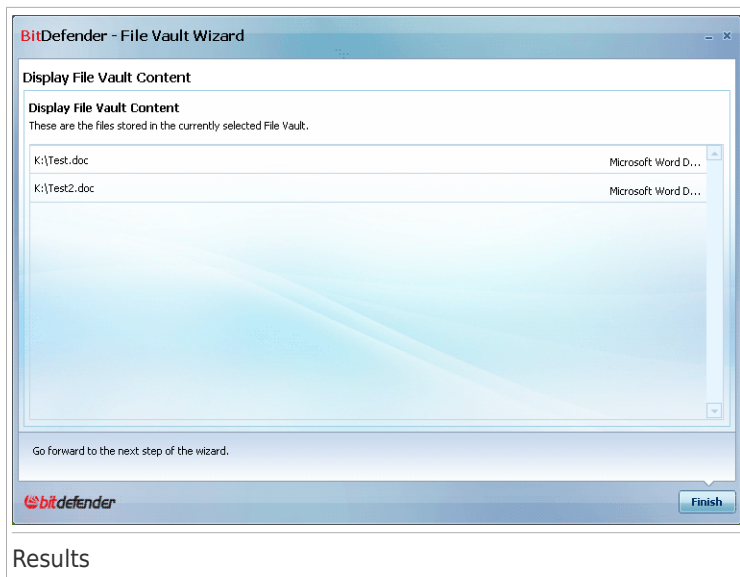 BitDefender - File Vault Wizard
Display File Vault Content
Display File Vault Content
These are the files stored in the currently selected File Vault.
K:\Test.doc Microsoft Word D...
K:\Test2.doc Microsoft Word D...
Go forward to the next step of the wizard.
bitdefender Finish
Results